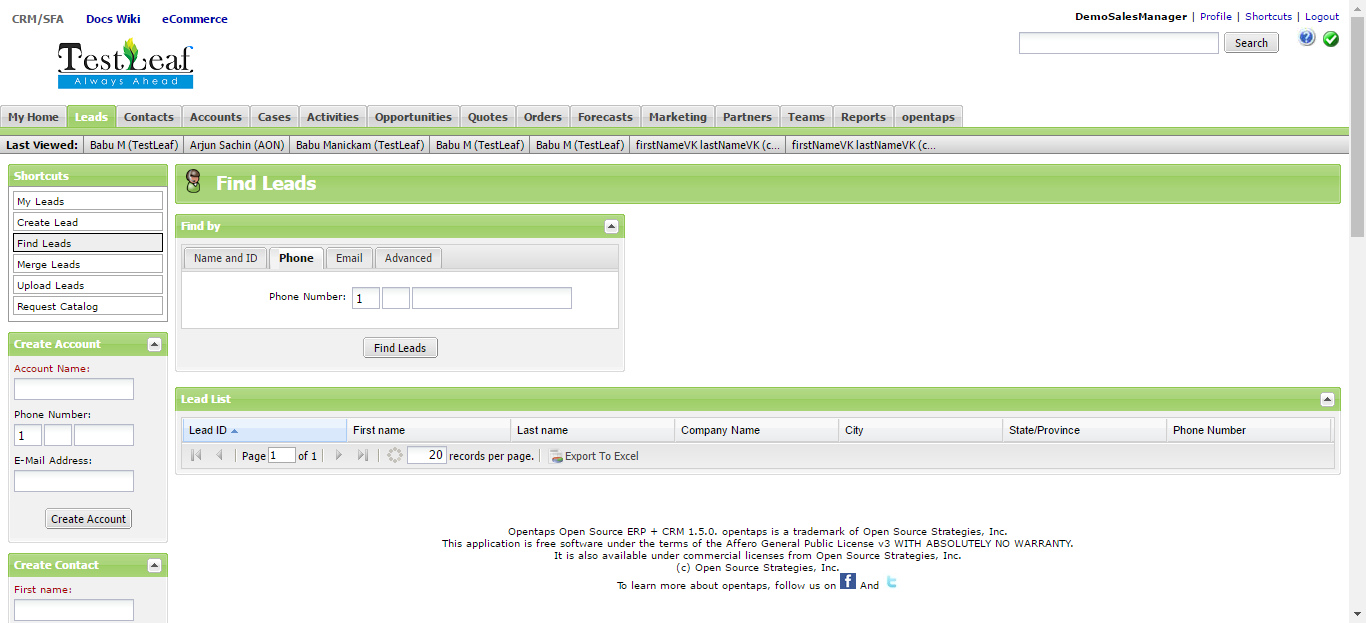 CRM/SFA Docs Wiki eCommerce
DemoSalesManager | Profile | Shortcuts | Logout
TestLeaf
Always Ahead
Search
My Home Leads Contacts Accounts Cases Activities Opportunities Quotes Orders Forecasts Marketing Partners Teams Reports opentaps
Last Viewed: Babu M (TestLeaf) Arjun Sachin (AON) Babu Manickam (TestLeaf) Babu M (TestLeaf) Babu M (TestLeaf) firstNameVK lastNameVK (c... firstNameVK lastNameVK (c...
Shortcuts
My Leads
Create Lead
Find Leads
Merge Leads
Upload Leads
Request Catalog
Create Account
Account Name:
Phone Number:
1
E-Mail Address:
Create Account
Create Contact
First name:
Find Leads
Find by
Name and ID Phone Email Advanced
Phone Number: 1
Find Leads
Lead List
Lead ID First name Last name Company Name City State/Province Phone Number
Page 1 of 1 20 records per page. Export To Excel
Opentaps Open Source ERP + CRM 1.5.0. opentaps is a trademark of Open Source Strategies, Inc.
This application is free software under the terms of the Affero General Public License v3 WITH ABSOLUTELY NO WARRANTY.
It is also available under commercial licenses from Open Source Strategies, Inc.
(c) Open Source Strategies, Inc.
To learn more about opentaps, follow us on f And t